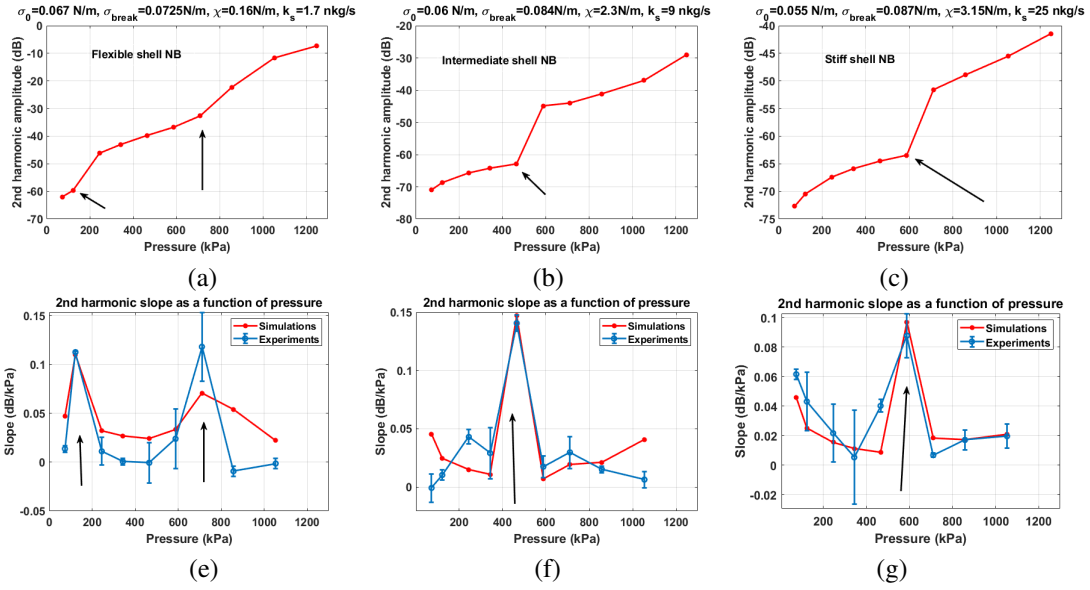 σ0=0.067 N/m, σbreak=0.0725N/m, χ=0.16N/m, ks=1.7 nkg/s
2nd harmonic amplitude (dB)
0
-10
-20
-30
-40
-50
-60
-70
Flexible shell NB
0 200 400 600 800 1000 1200
Pressure (kPa)
(a)
σ0=0.06 N/m, σbreak=0.084N/m, χ=2.3N/m, ks=9 nkg/s
2nd harmonic amplitude (dB)
-20
-30
-40
-50
-60
-70
-80
Intermediate shell NB
0 200 400 600 800 1000 1200
Pressure (kPa)
(b)
σ0=0.055 N/m, σbreak=0.087N/m, χ=3.15N/m, ks=25 nkg/s
2nd harmonic amplitude (dB)
-40
-45
-50
-55
-60
-65
-70
-75
Stiff shell NB
0 200 400 600 800 1000 1200
Pressure (kPa)
(c)
2nd harmonic slope as a function of pressure
Slope (dB/kPa)
0.15
0.1
0.05
0
-0.05
Simulations
Experiments
0 200 400 600 800 1000 1200
Pressure (kPa)
(e)
2nd harmonic slope as a function of pressure
Slope (dB/kPa)
0.15
0.1
0.05
0
Simulations
Experiments
200 400 600 800 1000 1200
Pressure (kPa)
(f)
2nd harmonic slope as a function of pressure
Slope (dB/kPa)
0.1
0.08
0.06
0.04
0.02
0
-0.02
Simulations
Experiments
200 400 600 800 1000 1200
Pressure (kPa)
(g)